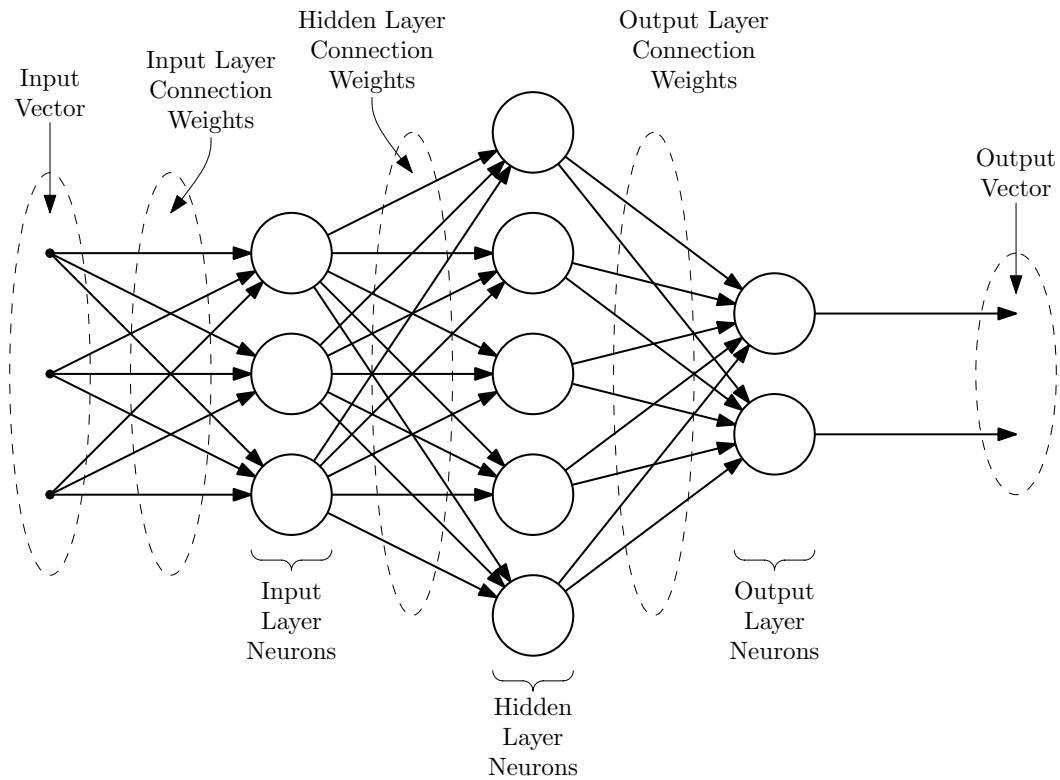 Input
Vector
Input Layer
Connection
Weights
Hidden Layer
Connection
Weights
Output Layer
Connection
Weights
Output
Vector
Input
Layer
Neurons
Hidden
Layer
Neurons
Output
Layer
Neurons